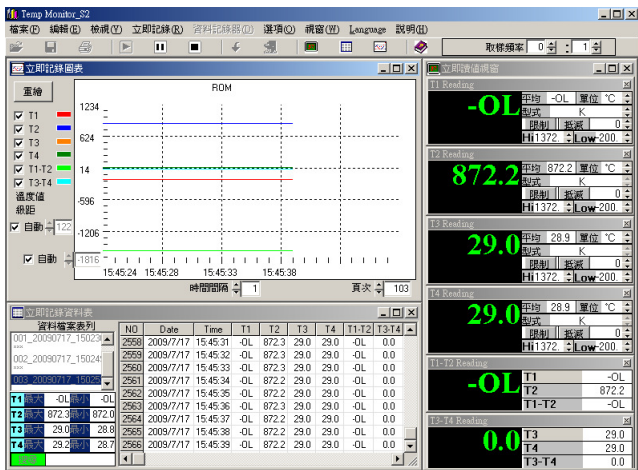 Temp Monitor_S2
檔案(F) 編輯(E) 檢視(V) 立即記錄(R) 資料記錄器(D) 選項(O) 視窗(W) Language 說明(H)
取樣頻率 0 : 1
立即記錄圖表
重繪
ROM
T1
T2
T3
T4
T1-T2
T3-T4
溫度值
級距
自動 122
自動
1234
624
14
-596
-1206
-1816
15:45:24 15:45:28 15:45:33 15:45:38
時間間隔 1 頁次 103
立即記錄資料表
資料檔案表列
001_20090717_1502
xxx
002_20090717_1502
xxx
003_20090717_1502
T1 最大 -OL 最小 -OL
T2 最大 872.3 最小 872.0
T3 最大 29.0 最小 28.8
T4 最大 29.2 最小 28.7
NO Date Time T1 T2 T3 T4 T1-T2 T3-T4
2558 2009/7/17 15:45:31 -OL 872.3 29.0 29.0 -OL 0.0
2559 2009/7/17 15:45:32 -OL 872.3 29.0 29.0 -OL 0.0
2560 2009/7/17 15:45:33 -OL 872.3 29.0 29.0 -OL 0.0
2561 2009/7/17 15:45:34 -OL 872.2 29.0 29.0 -OL 0.0
2562 2009/7/17 15:45:35 -OL 872.2 29.0 29.0 -OL 0.0
2563 2009/7/17 15:45:36 -OL 872.3 29.0 29.0 -OL 0.0
2564 2009/7/17 15:45:37 -OL 872.2 29.0 29.0 -OL 0.0
2565 2009/7/17 15:45:38 -OL 872.2 29.0 29.0 -OL 0.0
2566 2009/7/17 15:45:39 -OL 872.2 29.0 29.0 -OL 0.0
立即讀值視窗
T1 Reading
-OL
平均 -OL 單位 °C
型式 K
限制 抵減 0
Hi 1372. Low -200.
T2 Reading
872.2
平均 872.2 單位 °C
型式 K
限制 抵減 0
Hi 1372. Low -200.
T3 Reading
29.0
平均 28.9 單位 °C
型式 K
限制 抵減 0
Hi 1372. Low -200.
T4 Reading
29.0
平均 28.9 單位 °C
型式 K
限制 抵減 0
Hi 1372. Low -200.
T1-T2 Reading
-OL
T1 -OL
T2 872.2
T1-T2 -OL
T3-T4 Reading
0.0
T3 29.0
T4 29.0
T3-T4 0.0